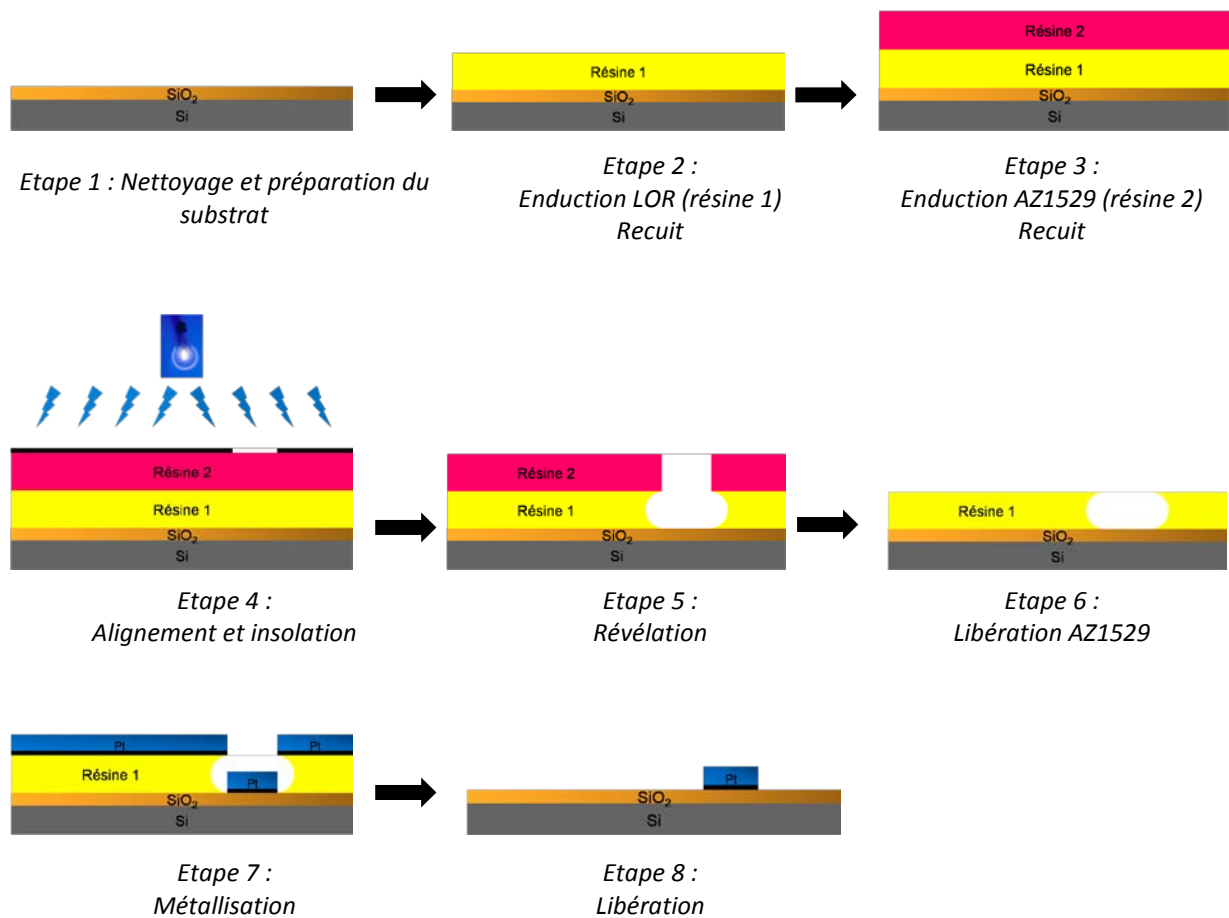 SiO₂
Si
Résine 1
SiO₂
Si
Résine 2
Résine 1
SiO₂
Si
Etape 1 : Nettoyage et préparation du
substrat
Etape 2 :
Enduction LOR (résine 1)
Recuit
Etape 3 :
Enduction AZ1529 (résine 2)
Recuit
Résine 2
Résine 1
SiO₂
Si
Résine 2
Résine 1
SiO₂
Si
Résine 1
SiO₂
Si
Etape 4 :
Alignement et insolation
Etape 5 :
Révélation
Etape 6 :
Libération AZ1529
Pt
Pt
Résine 1
Pt
SiO₂
Si
Pt
SiO₂
Si
Etape 7 :
Métallisation
Etape 8 :
Libération